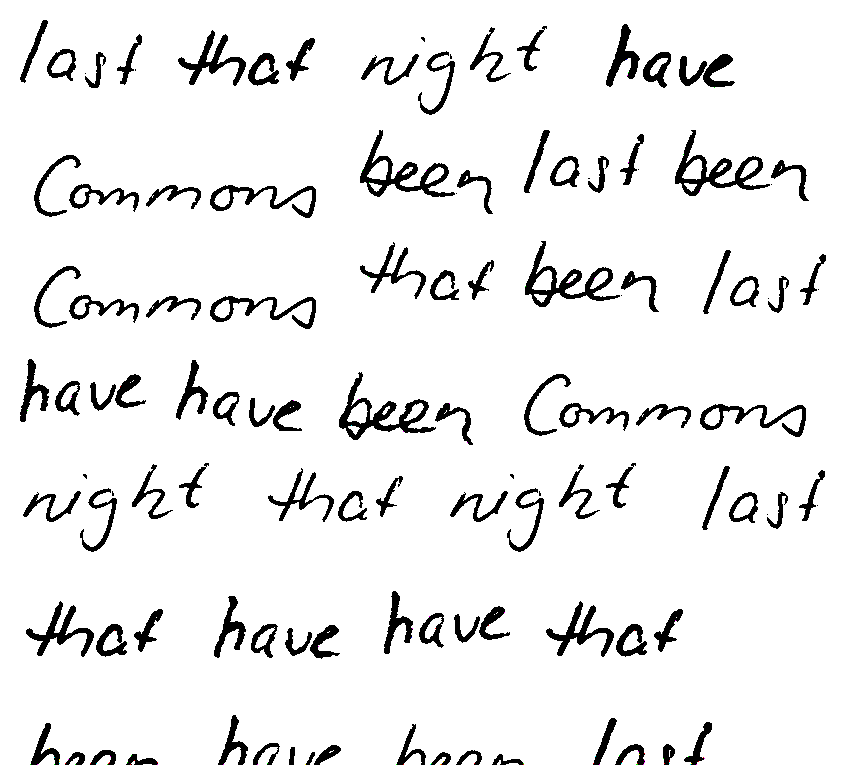 last that night have
Commons been last been
Commons that been last
have have been Commons
night that night last
that have have that
been have been last